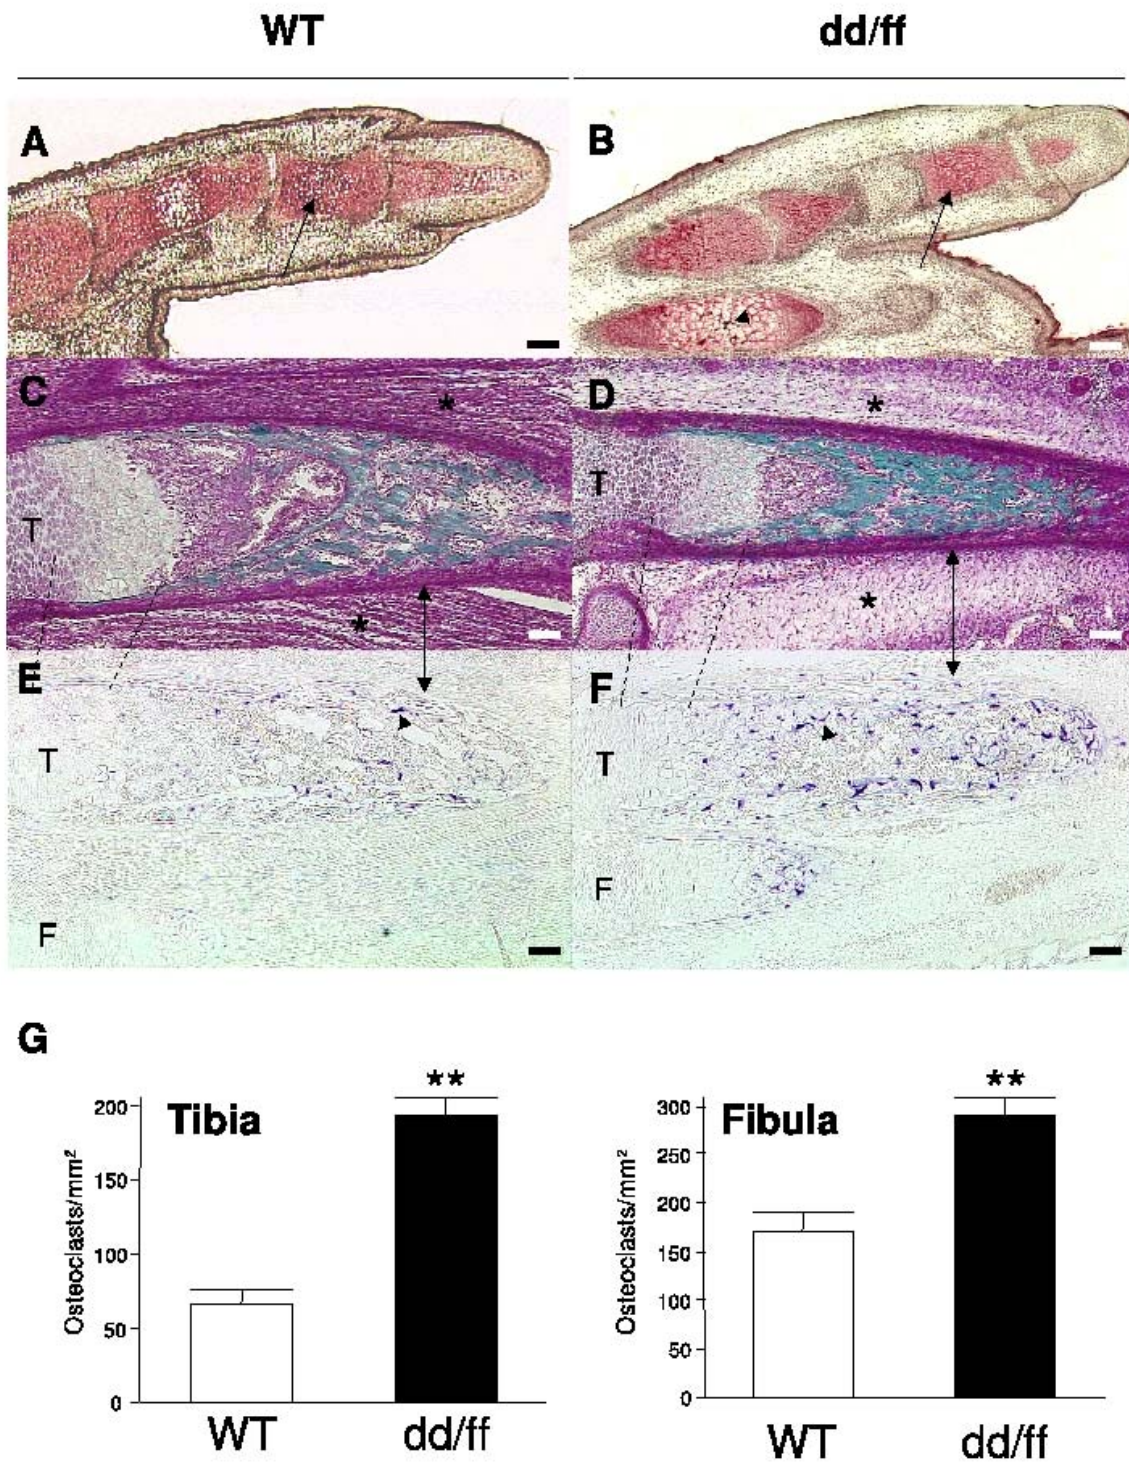 WT
dd/ff
A
B
C
*
T
*
D
*
T
*
E
T
F
F
T
F
G
Tibia
**
Osteoclasts/mm²
200
150
100
50
0
WT
dd/ff
Fibula
**
Osteoclasts/mm²
300
250
200
150
100
50
0
WT
dd/ff